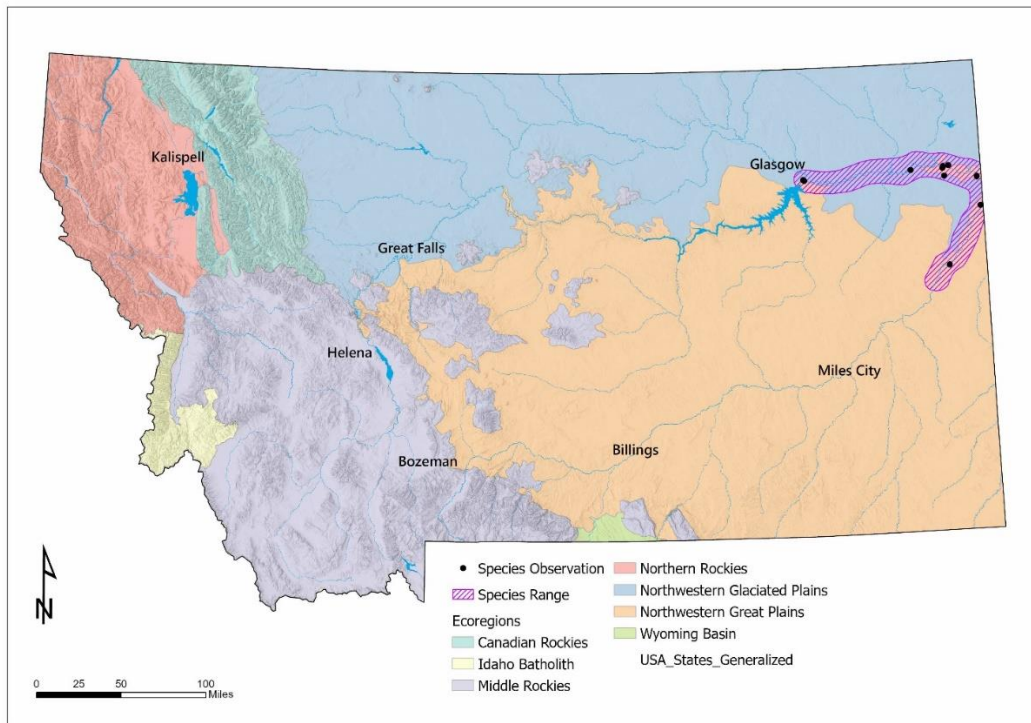 Kalispell
Glasgow
Great Falls
Helena
Miles City
Bozeman
Billings
Species Observation
Species Range
Ecoregions
Canadian Rockies
Idaho Batholith
Middle Rockies
Northern Rockies
Northwestern Glaciated Plains
Northwestern Great Plains
Wyoming Basin
USA_States_Generalized
N
0 25 50 100
Miles